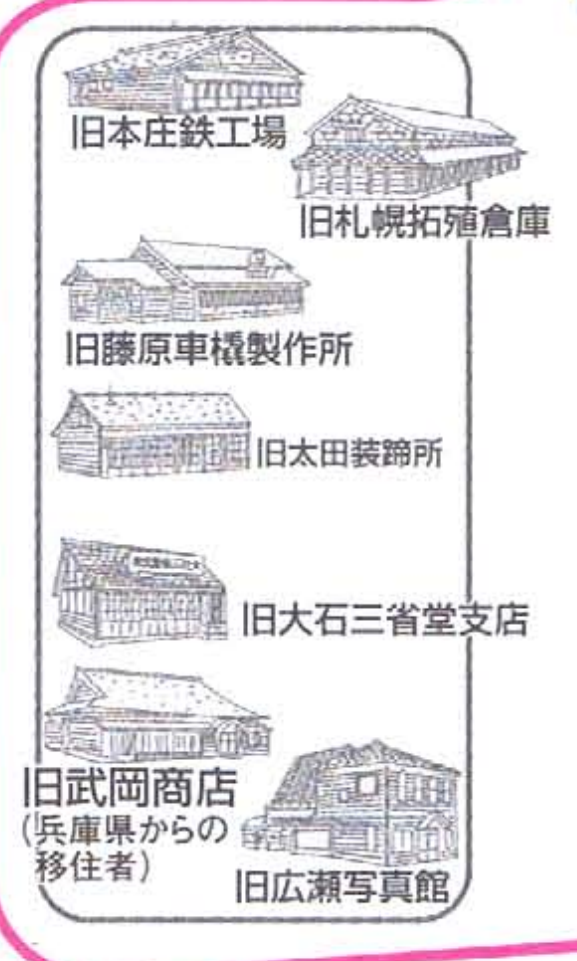 旧本庄鉄工場
旧札幌拓殖倉庫
旧藤原車橇製作所
旧太田装蹄所
旧大石三省堂支店
旧武岡商店
(兵庫県からの
移住者)
旧広瀬写真館